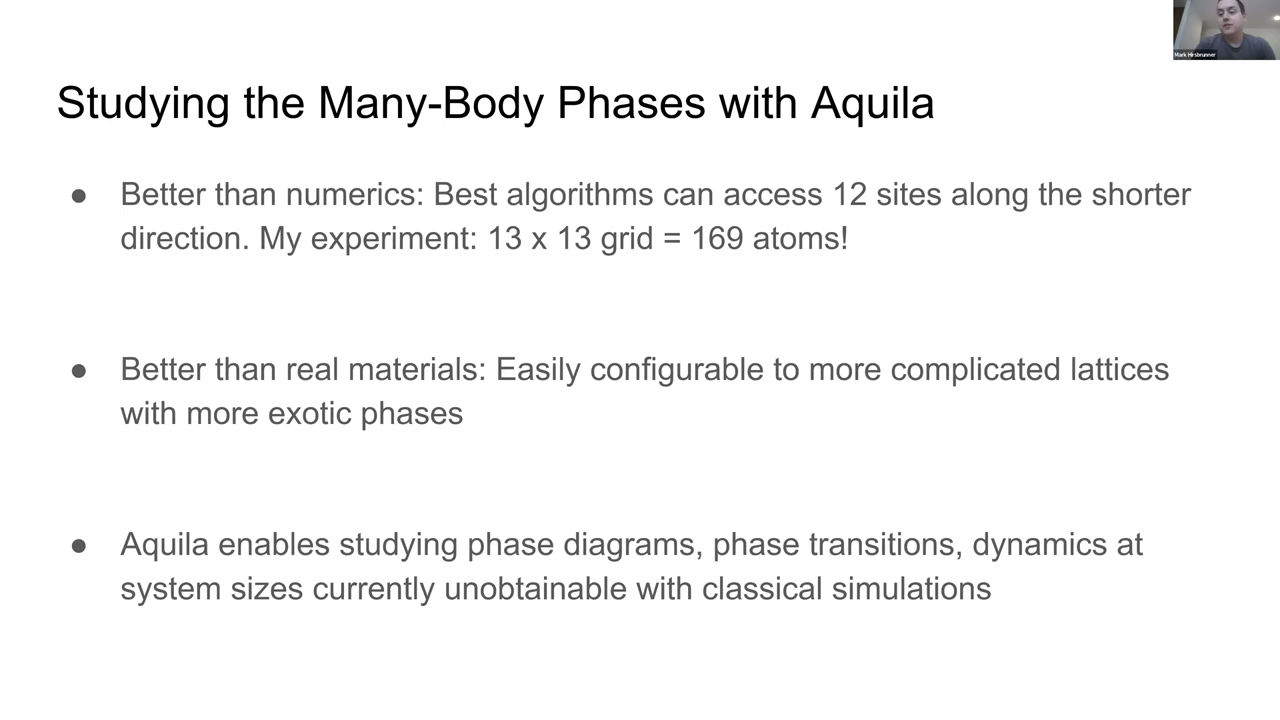 Mark Hirsbrunner
Studying the Many-Body Phases with Aquila
● Better than numerics: Best algorithms can access 12 sites along the shorter
direction. My experiment: 13 x 13 grid = 169 atoms!
● Better than real materials: Easily configurable to more complicated lattices
with more exotic phases
● Aquila enables studying phase diagrams, phase transitions, dynamics at
system sizes currently unobtainable with classical simulations